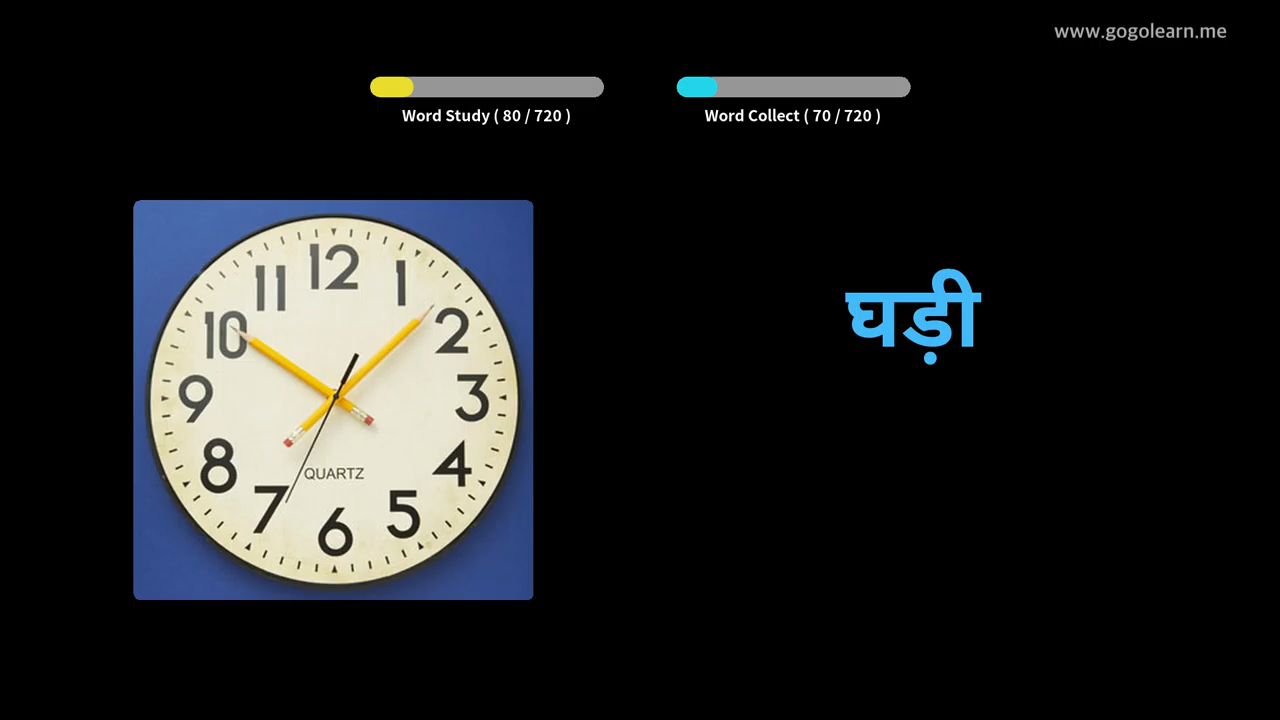 www.gogolearn.me
Word Study ( 80 / 720 )
Word Collect ( 70 / 720 )
घड़ी
12
11
1
10
2
9
3
8
4
QUARTZ
7
5
6